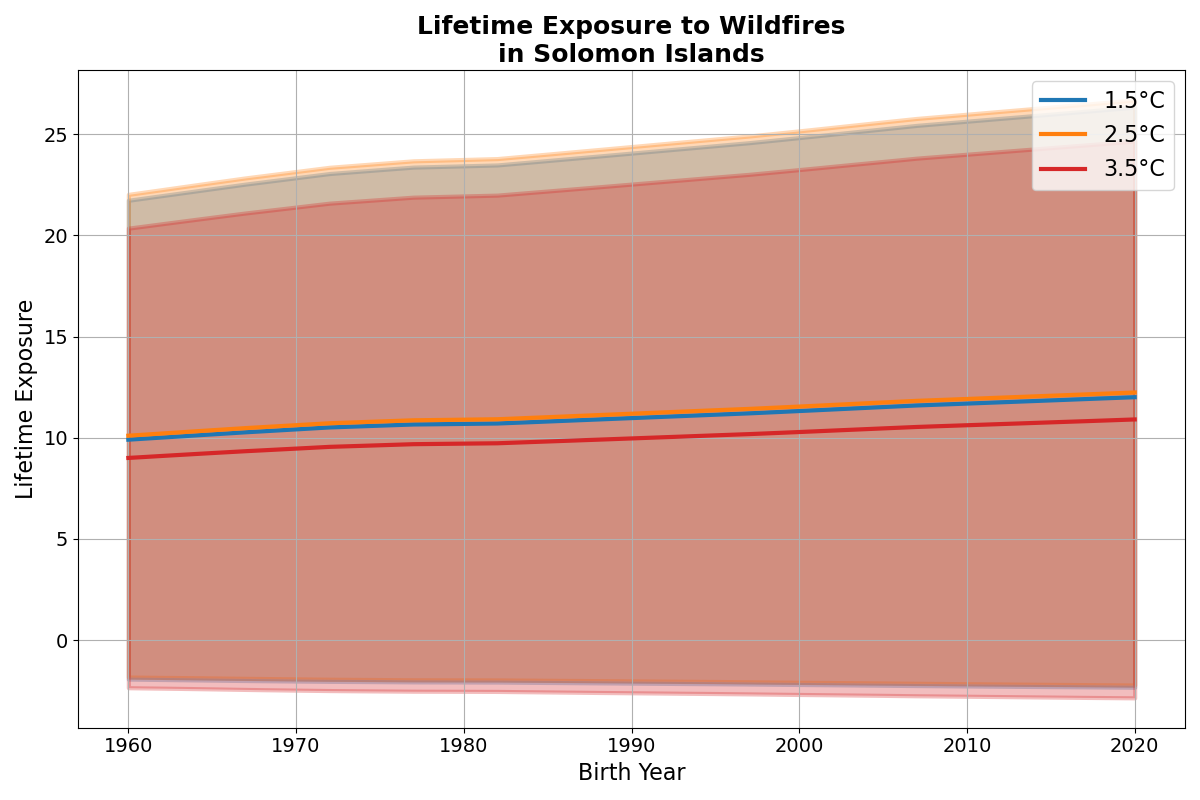 Lifetime Exposure to Wildfires
in Solomon Islands
1.5°C
2.5°C
3.5°C
Lifetime Exposure
25
20
15
10
5
0
1960
1970
1980
1990
2000
2010
2020
Birth Year